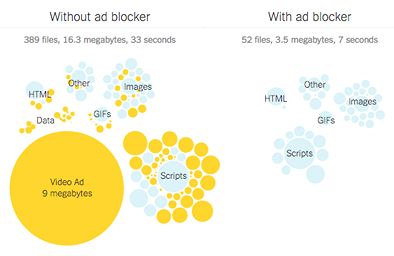 Without ad blocker
389 files, 16.3 megabytes, 33 seconds
HTML
Other
Images
Data
GIFs
Video Ad
9 megabytes
Scripts
With ad blocker
52 files, 3.5 megabytes, 7 seconds
HTML
Other
Images
GIFs
Scripts